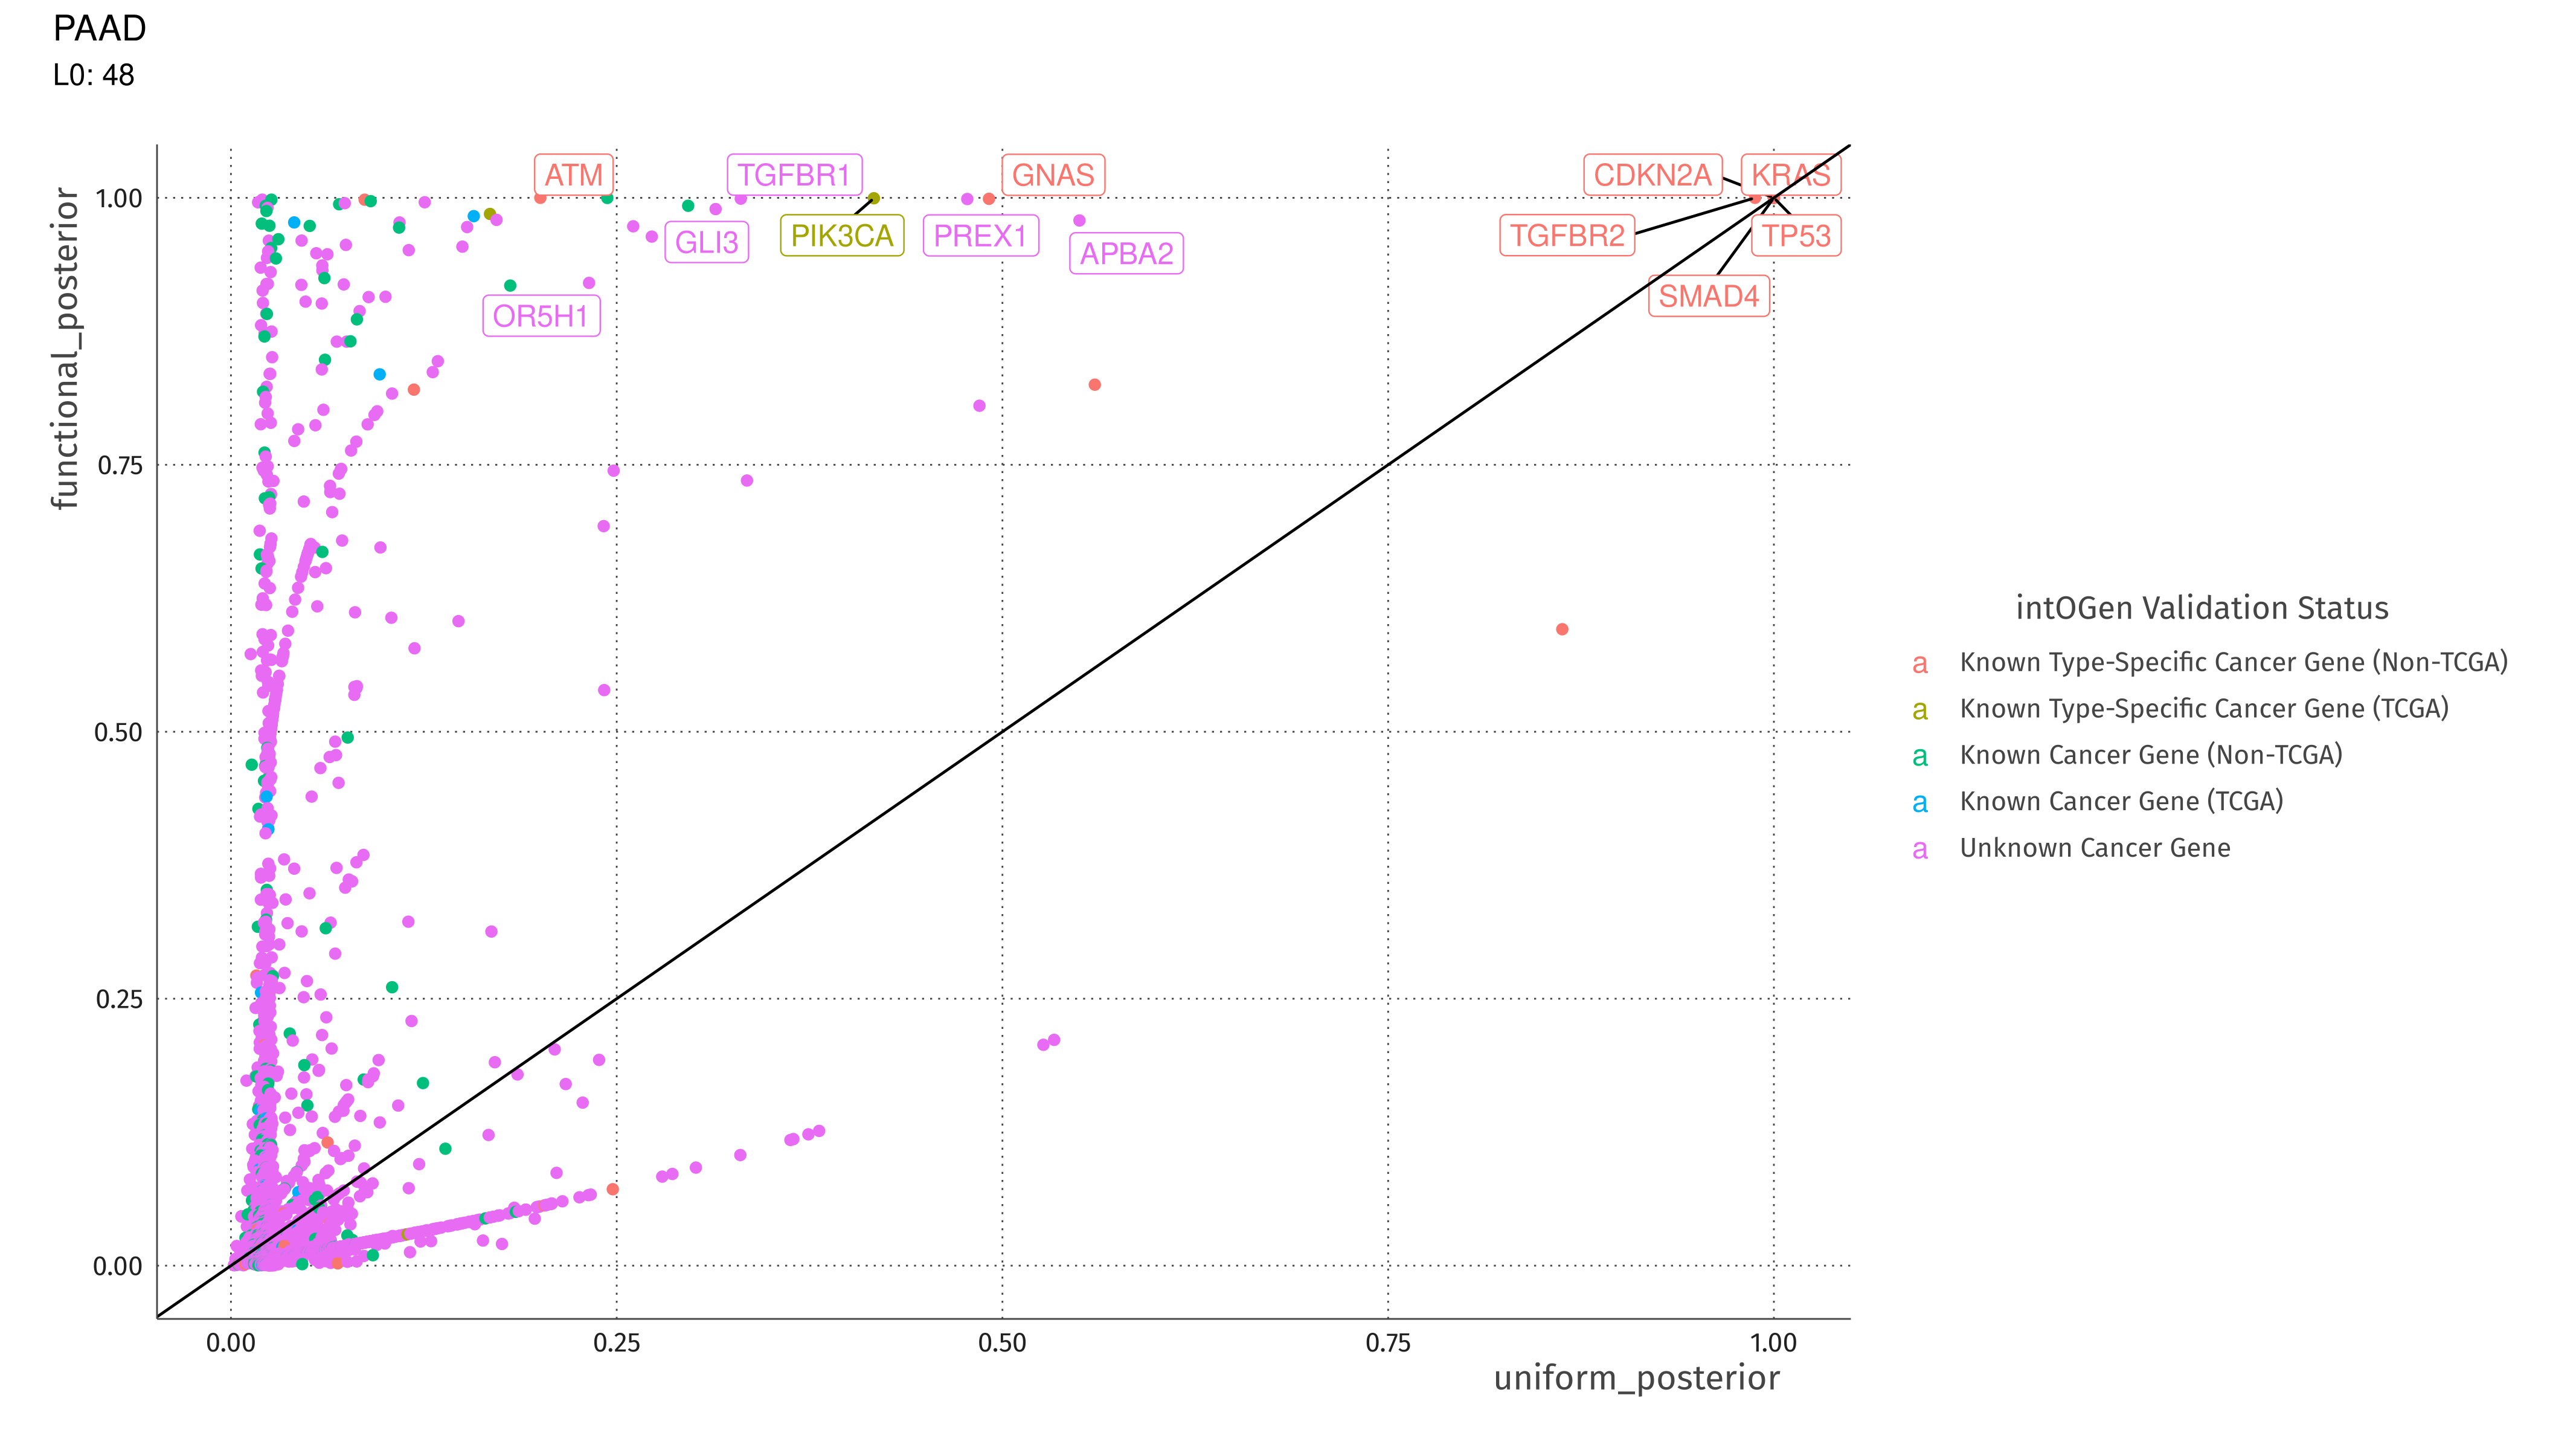 PAAD
L0: 48
functional_posterior
1.00
0.75
0.50
0.25
0.00
ATM
TGFBR1
GNAS
CDKN2A
KRAS
GLI3
PIK3CA
PREX1
APBA2
TGFBR2
TP53
OR5H1
SMAD4
0.00
0.25
0.50
0.75
1.00
uniform_posterior
intOGen Validation Status
a Known Type-Specific Cancer Gene (Non-TCGA)
a Known Type-Specific Cancer Gene (TCGA)
a Known Cancer Gene (Non-TCGA)
a Known Cancer Gene (TCGA)
a Unknown Cancer Gene